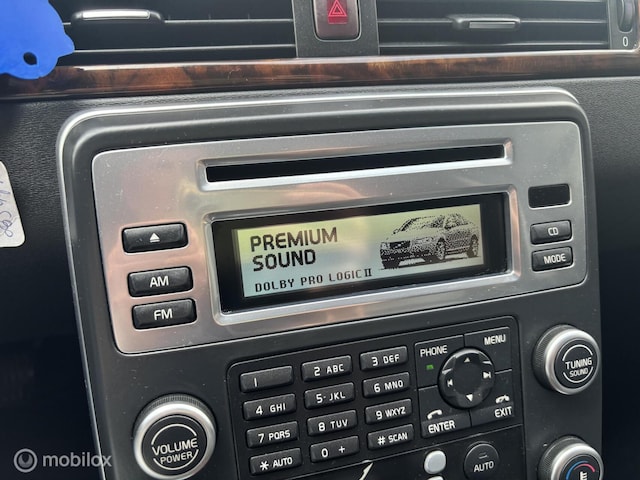 0
PREMIUM
SOUND
DOLBY PRO LOGIC II
AM
FM
CD
MODE
1
2 ABC
3 DEF
4 GHI
5 JKL
6 MNO
7 PQRS
8 TUV
9 WXYZ
* AUTO
0 +
# SCAN
PHONE
MENU
ENTER
EXIT
AUTO
VOLUME
POWER
TUNING
SOUND
mobilox